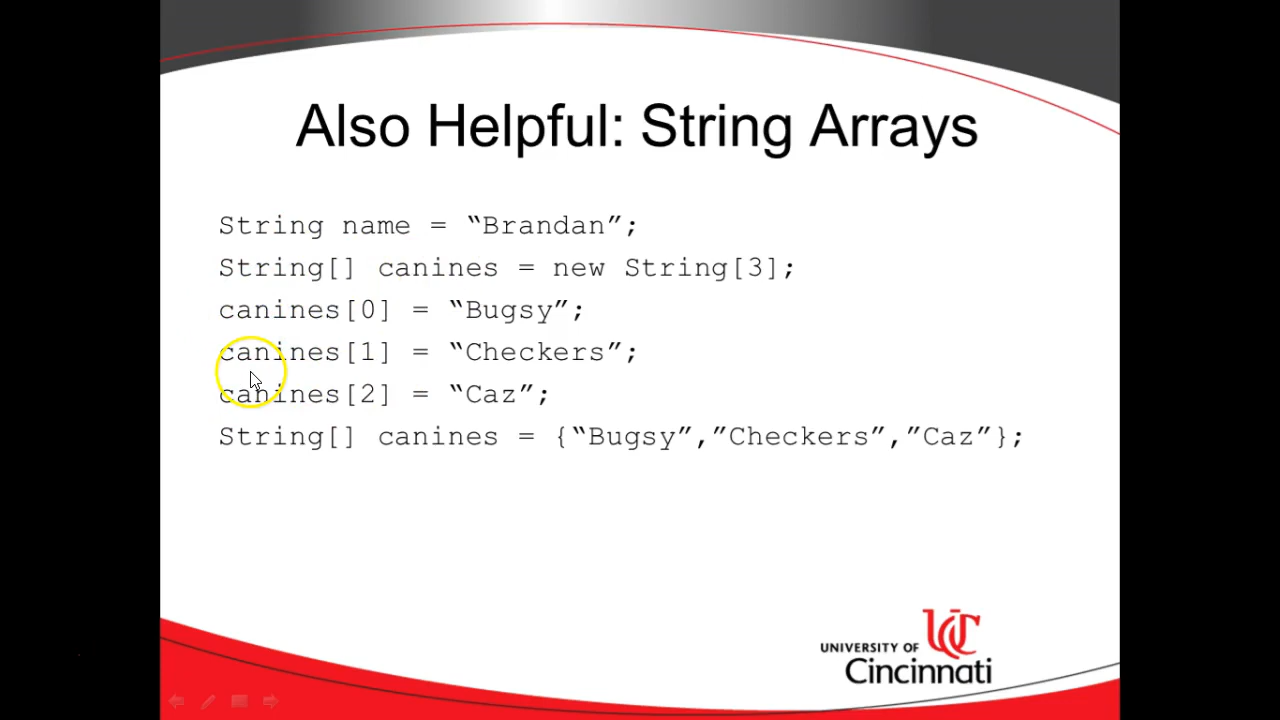 Also Helpful: String Arrays
String name = “Brandan”;
String[] canines = new String[3];
canines[0] = “Bugsy”;
canines[1] = “Checkers”;
canines[2] = “Caz”;
String[] canines = {“Bugsy”,”Checkers”,”Caz”};
UC
UNIVERSITY OF
Cincinnati